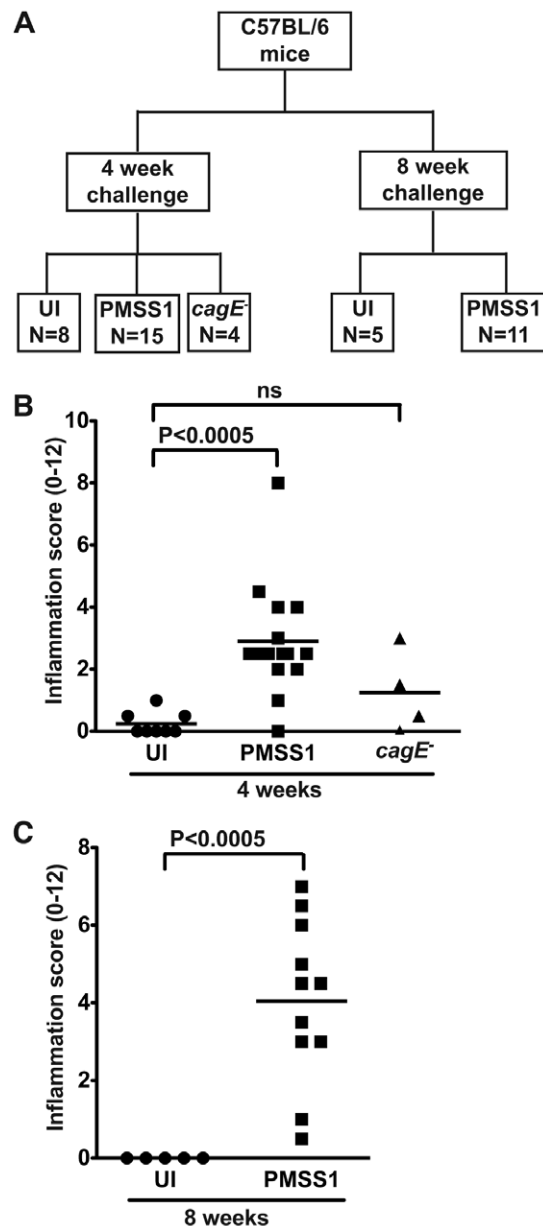 A
C57BL/6
mice
4 week
challenge
8 week
challenge
UI
N=8
PMSS1
N=15
cagE-
N=4
UI
N=5
PMSS1
N=11
B
ns
P<0.0005
Inflammation score (0-12)
10
8
6
4
2
0
UI
PMSS1
cagE-
4 weeks
C
P<0.0005
Inflammation score (0-12)
8
6
4
2
0
UI
PMSS1
8 weeks